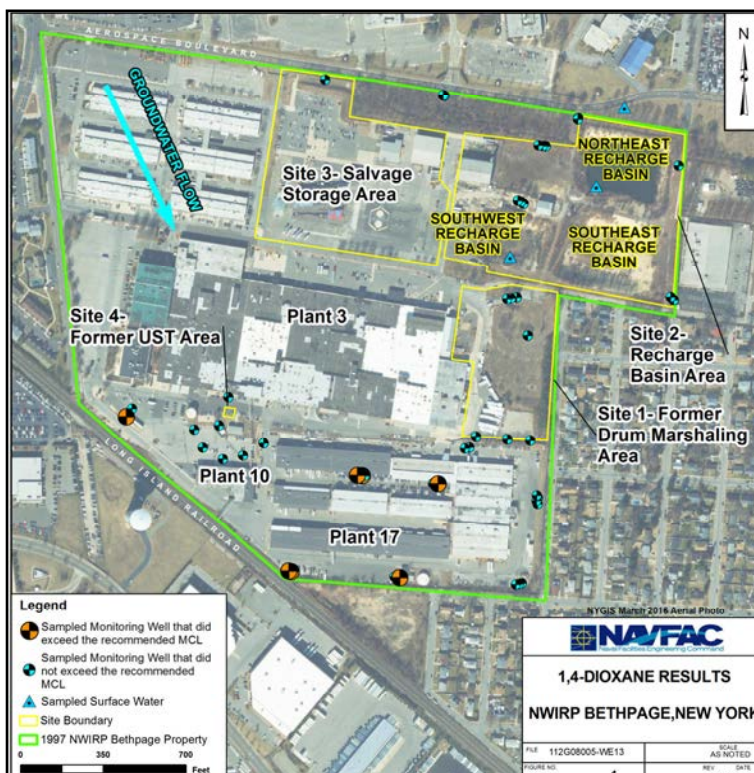 AEROSPACE BOULEVARD
N
GROUNDWATER FLOW
Site 3- Salvage
Storage Area
NORTHEAST
RECHARGE
BASIN
SOUTHWEST
RECHARGE
BASIN
SOUTHEAST
RECHARGE
BASIN
Site 4-
Former UST Area
Plant 3
Site 2-
Recharge
Basin Area
Site 1- Former
Drum Marshaling
Area
LONG ISLAND RAILROAD
Plant 10
Plant 17
NYGIS March 2016 Aerial Photo
Legend
Sampled Monitoring Well that did
exceed the recommended MCL
Sampled Monitoring Well that did
not exceed the recommended
MCL
Sampled Surface Water
Site Boundary
1997 NWIRP Bethpage Property
0 350 700
Feet
NAVFAC
Naval Facilities Engineering Command
1,4-DIOXANE RESULTS
NWIRP BETHPAGE,NEW YORK
FILE 112G08005-WE13
SCALE
AS NOTED
FIGURE NO.
REV DATE